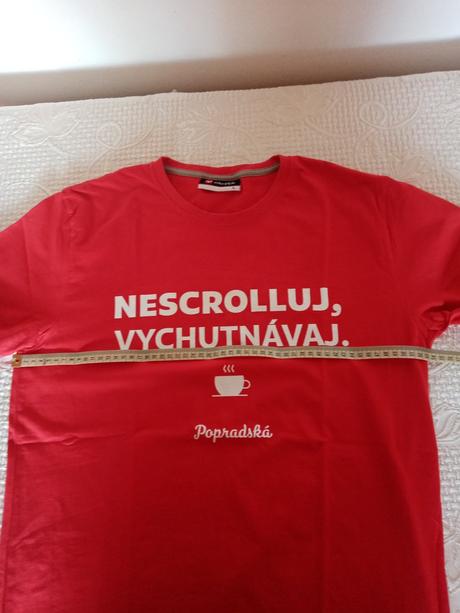 NESCROLLUJ,
VYCHUTNÁVAJ.
Popradská